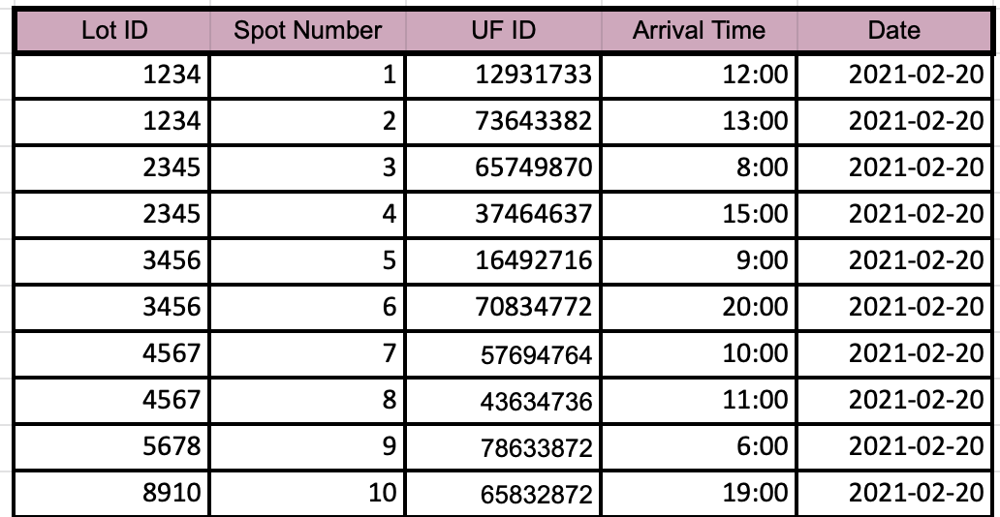 Lot ID Spot Number UF ID Arrival Time Date
1234 1 12931733 12:00 2021-02-20
1234 2 73643382 13:00 2021-02-20
2345 3 65749870 8:00 2021-02-20
2345 4 37464637 15:00 2021-02-20
3456 5 16492716 9:00 2021-02-20
3456 6 70834772 20:00 2021-02-20
4567 7 57694764 10:00 2021-02-20
4567 8 43634736 11:00 2021-02-20
5678 9 78633872 6:00 2021-02-20
8910 10 65832872 19:00 2021-02-20